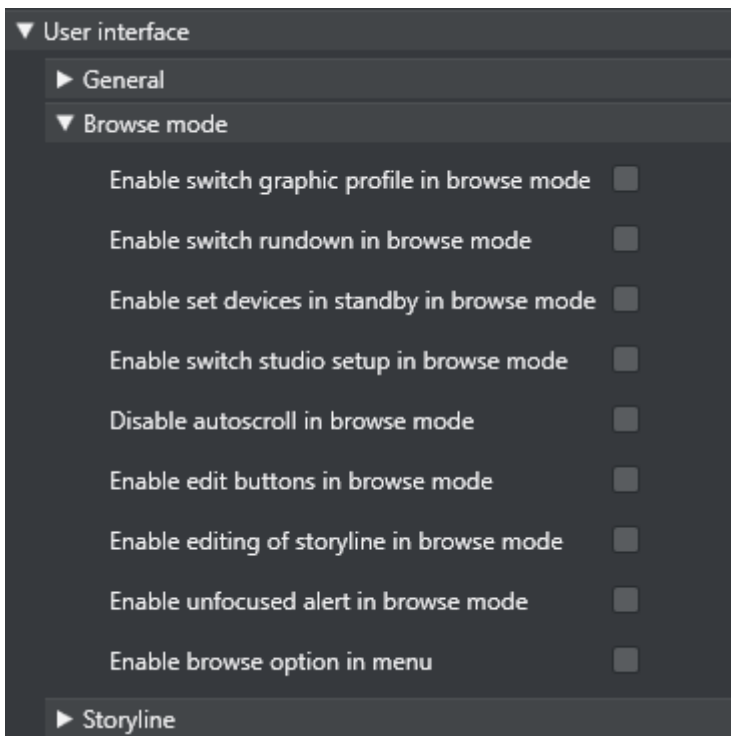 User interface
General
Browse mode
Enable switch graphic profile in browse mode
Enable switch rundown in browse mode
Enable set devices in standby in browse mode
Enable switch studio setup in browse mode
Disable autoscroll in browse mode
Enable edit buttons in browse mode
Enable editing of storyline in browse mode
Enable unfocused alert in browse mode
Enable browse option in menu
Storyline